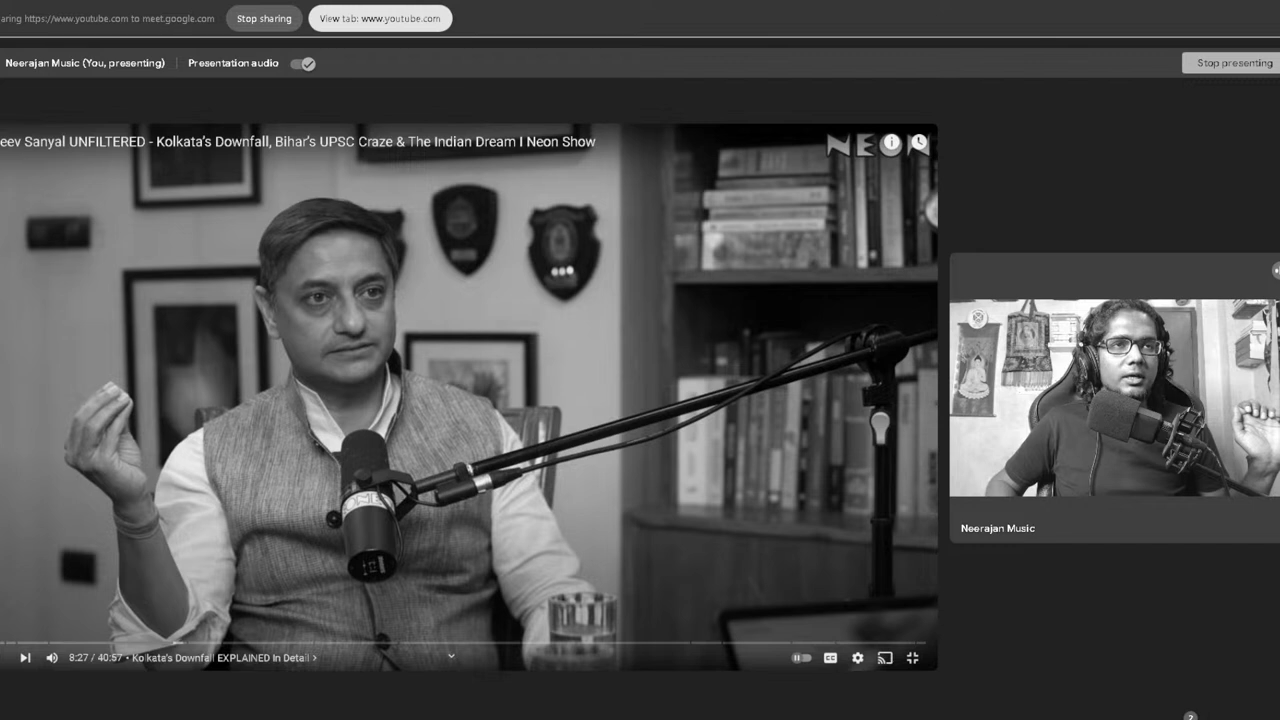 aring https://www.youtube.com to meet.google.com
Stop sharing
View tab: www.youtube.com
Neerajan Music (You, presenting)
Presentation audio
Stop presenting
eev Sanyal UNFILTERED - Kolkata's Downfall, Bihar's UPSC Craze & The Indian Dream I Neon Show
NEON
Neerajan Music
8:27 / 40:57 • Kolkata's Downfall EXPLAINED In Detail >
CC